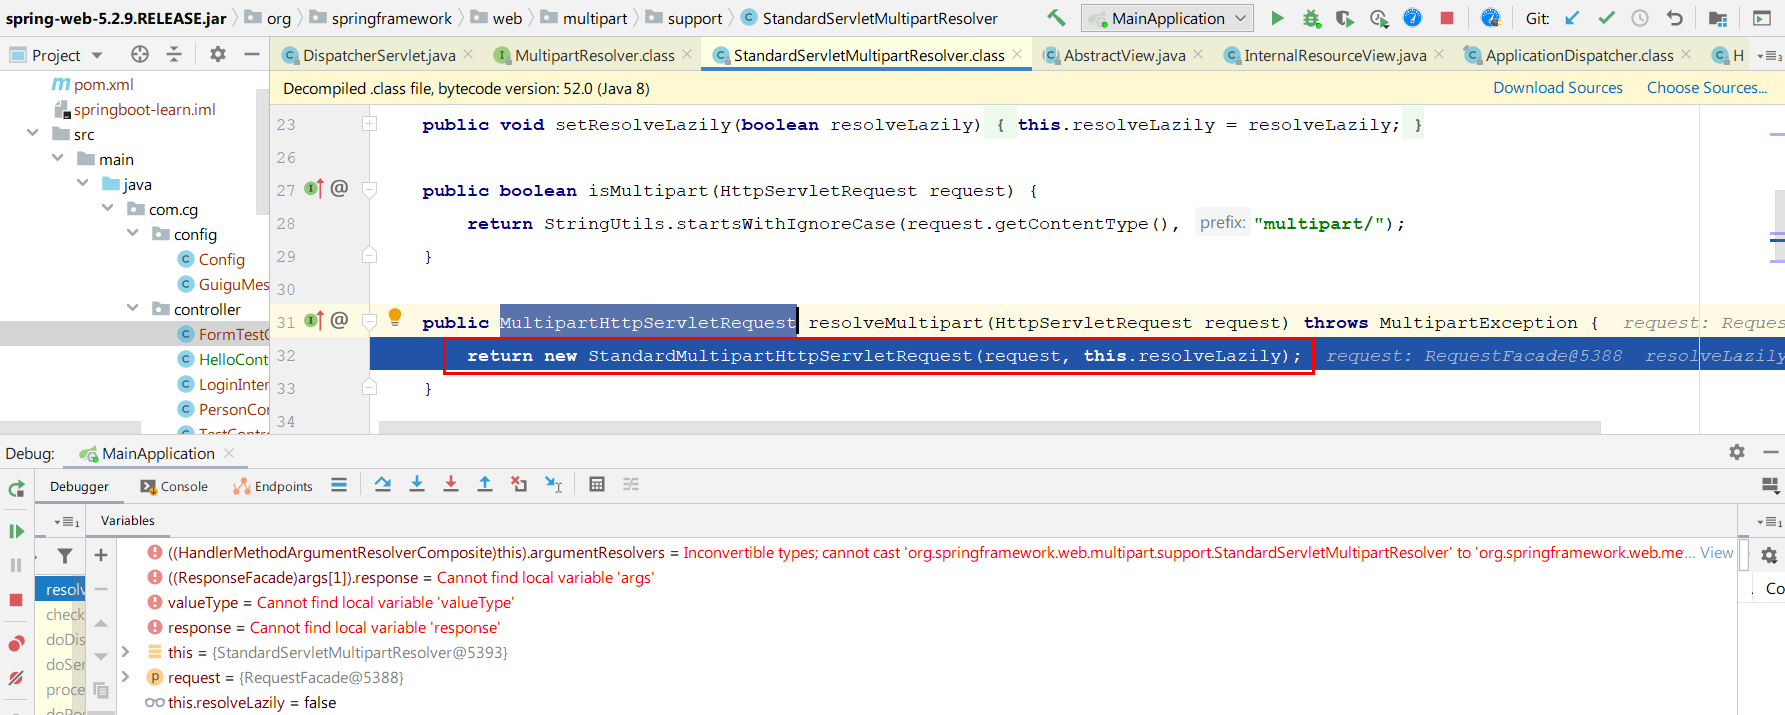 spring-web-5.2.9.RELEASE.jar org springframework web multipart support StandardServletMultipartResolver MainApplication Git:
Project DispatcherServlet.java MultipartResolver.class StandardServletMultipartResolver.class AbstractView.java InternalResourceView.java ApplicationDispatcher.class H
pom.xml
springboot-learn.iml
src
main
java
com.cg
config
Config
GuiguMes
controller
FormTestC
HelloCont
LoginInter
PersonCor
TestContro
Decompiled .class file, bytecode version: 52.0 (Java 8) Download Sources Choose Sources...
23 public void setResolveLazily(boolean resolveLazily) { this.resolveLazily = resolveLazily; }
26
27 @ public boolean isMultipart(HttpServletRequest request) {
28 return StringUtils.startsWithIgnoreCase(request.getContentType(), prefix: "multipart/");
29 }
30
31 @ public MultipartHttpServletRequest resolveMultipart(HttpServletRequest request) throws MultipartException { request: Reques
32 return new StandardMultipartHttpServletRequest(request, this.resolveLazily); request: RequestFacade@5388 resolveLazily
33 }
34
Debug: MainApplication
Debugger Console Endpoints
Variables
resolv
check
doDis
doSer
proce
doPos
((HandlerMethodArgumentResolverComposite)this).argumentResolvers = Inconvertible types; cannot cast 'org.springframework.web.multipart.support.StandardServletMultipartResolver' to 'org.springframework.web.me... View
((ResponseFacade)args[1]).response = Cannot find local variable 'args'
valueType = Cannot find local variable 'valueType'
response = Cannot find local variable 'response'
this = {StandardServletMultipartResolver@5393}
request = {RequestFacade@5388}
this.resolveLazily = false
Co